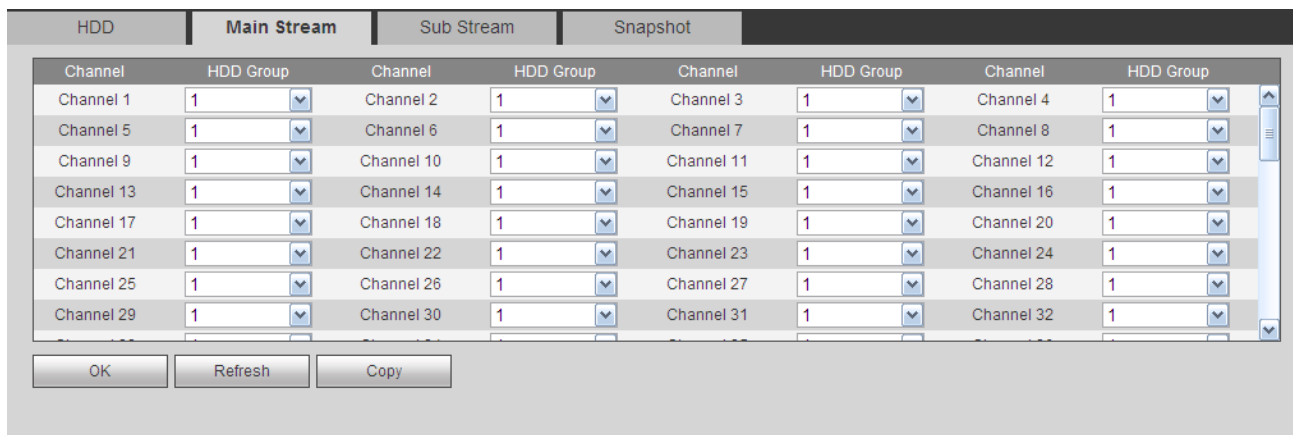 HDD Main Stream Sub Stream Snapshot
Channel HDD Group Channel HDD Group Channel HDD Group Channel HDD Group
Channel 1 1 Channel 2 1 Channel 3 1 Channel 4 1
Channel 5 1 Channel 6 1 Channel 7 1 Channel 8 1
Channel 9 1 Channel 10 1 Channel 11 1 Channel 12 1
Channel 13 1 Channel 14 1 Channel 15 1 Channel 16 1
Channel 17 1 Channel 18 1 Channel 19 1 Channel 20 1
Channel 21 1 Channel 22 1 Channel 23 1 Channel 24 1
Channel 25 1 Channel 26 1 Channel 27 1 Channel 28 1
Channel 29 1 Channel 30 1 Channel 31 1 Channel 32 1
OK Refresh Copy